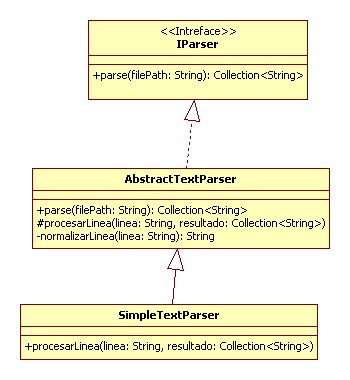 <<Intreface>>
IParser
+parse(filePath: String): Collection<String>
AbstractTextParser
+parse(filePath: String): Collection<String>
#procesarLinea(linea: String, resultado: Collection<String>)
-normalizarLinea(linea: String): String
SimpleTextParser
+procesarLinea(linea: String, resultado: Collection<String>)